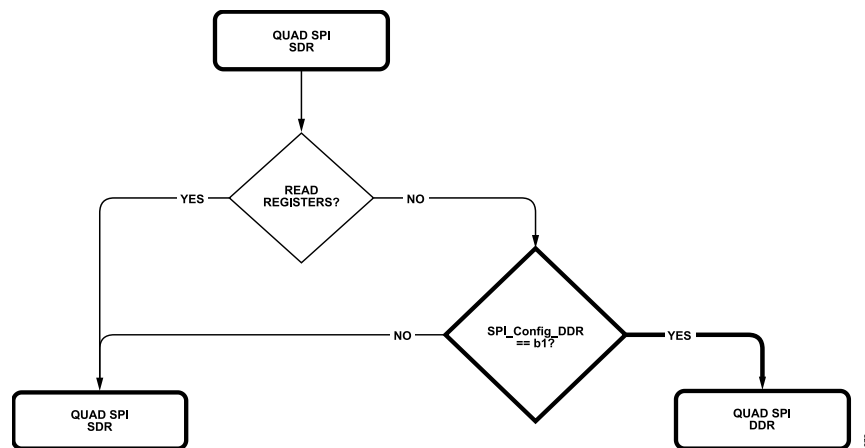 QUAD SPI
SDR
READ
REGISTERS?
YES
NO
SPI_Config_DDR
== b1?
NO
YES
QUAD SPI
SDR
QUAD SPI
DDR